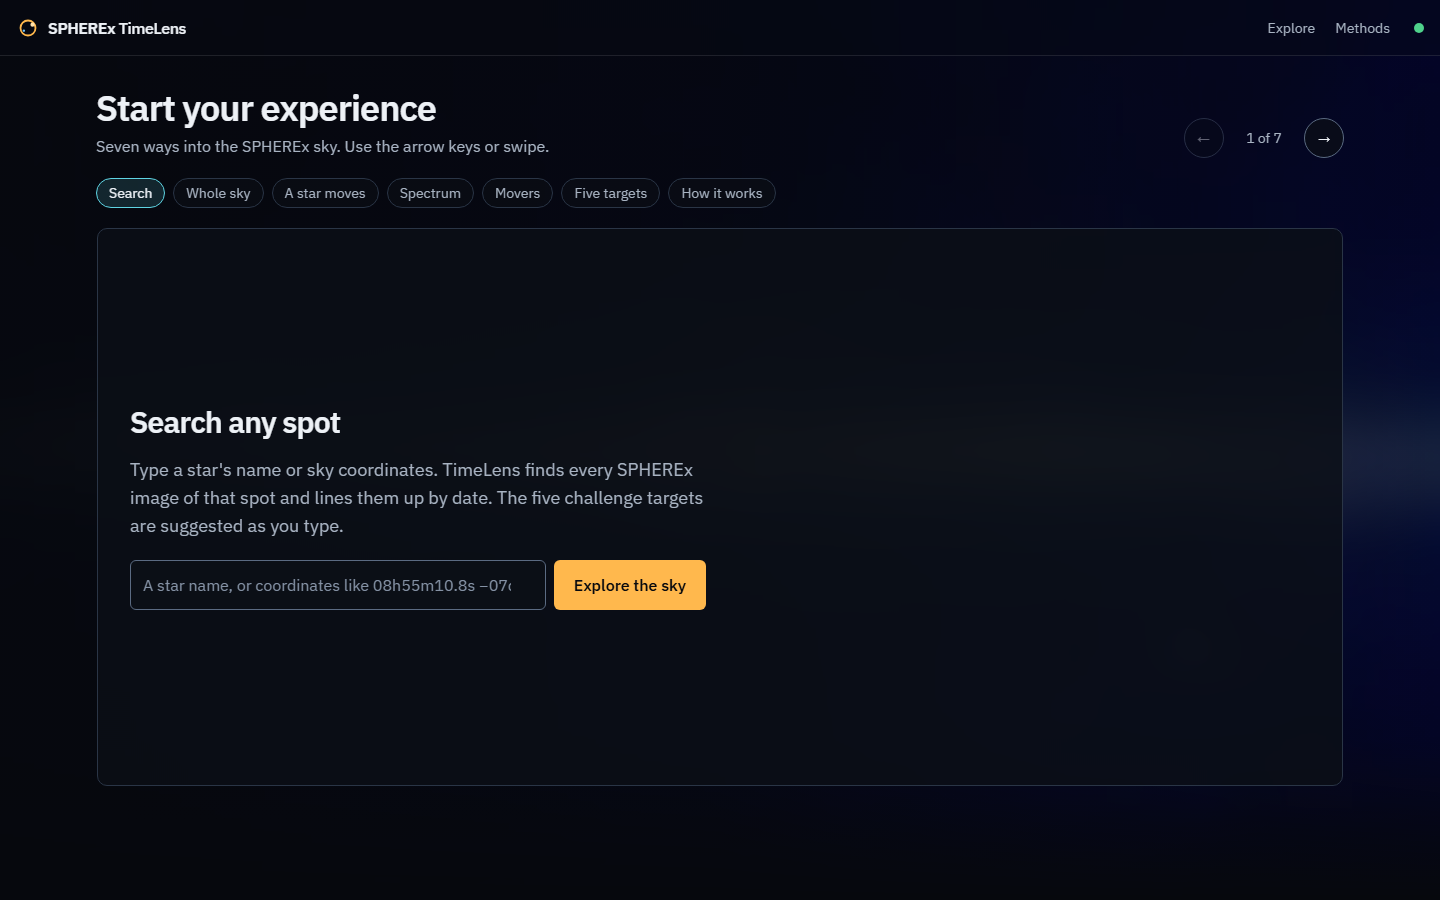 SPHEREx TimeLens
Explore
Methods
Start your experience
Seven ways into the SPHEREx sky. Use the arrow keys or swipe.
←
1 of 7
→
Search
Whole sky
A star moves
Spectrum
Movers
Five targets
How it works
Search any spot
Type a star's name or sky coordinates. TimeLens finds every SPHEREx
image of that spot and lines them up by date. The five challenge targets
are suggested as you type.
A star name, or coordinates like 08h55m10.8s −07
Explore the sky